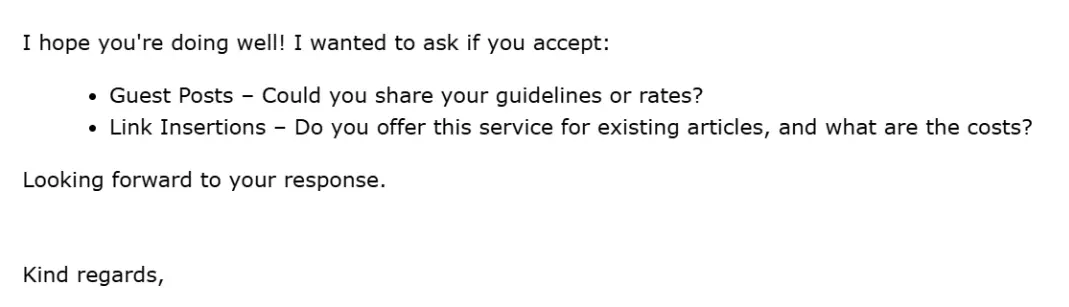 I hope you're doing well! I wanted to ask if you accept:
• Guest Posts – Could you share your guidelines or rates?
• Link Insertions – Do you offer this service for existing articles, and what are the costs?
Looking forward to your response.
Kind regards,